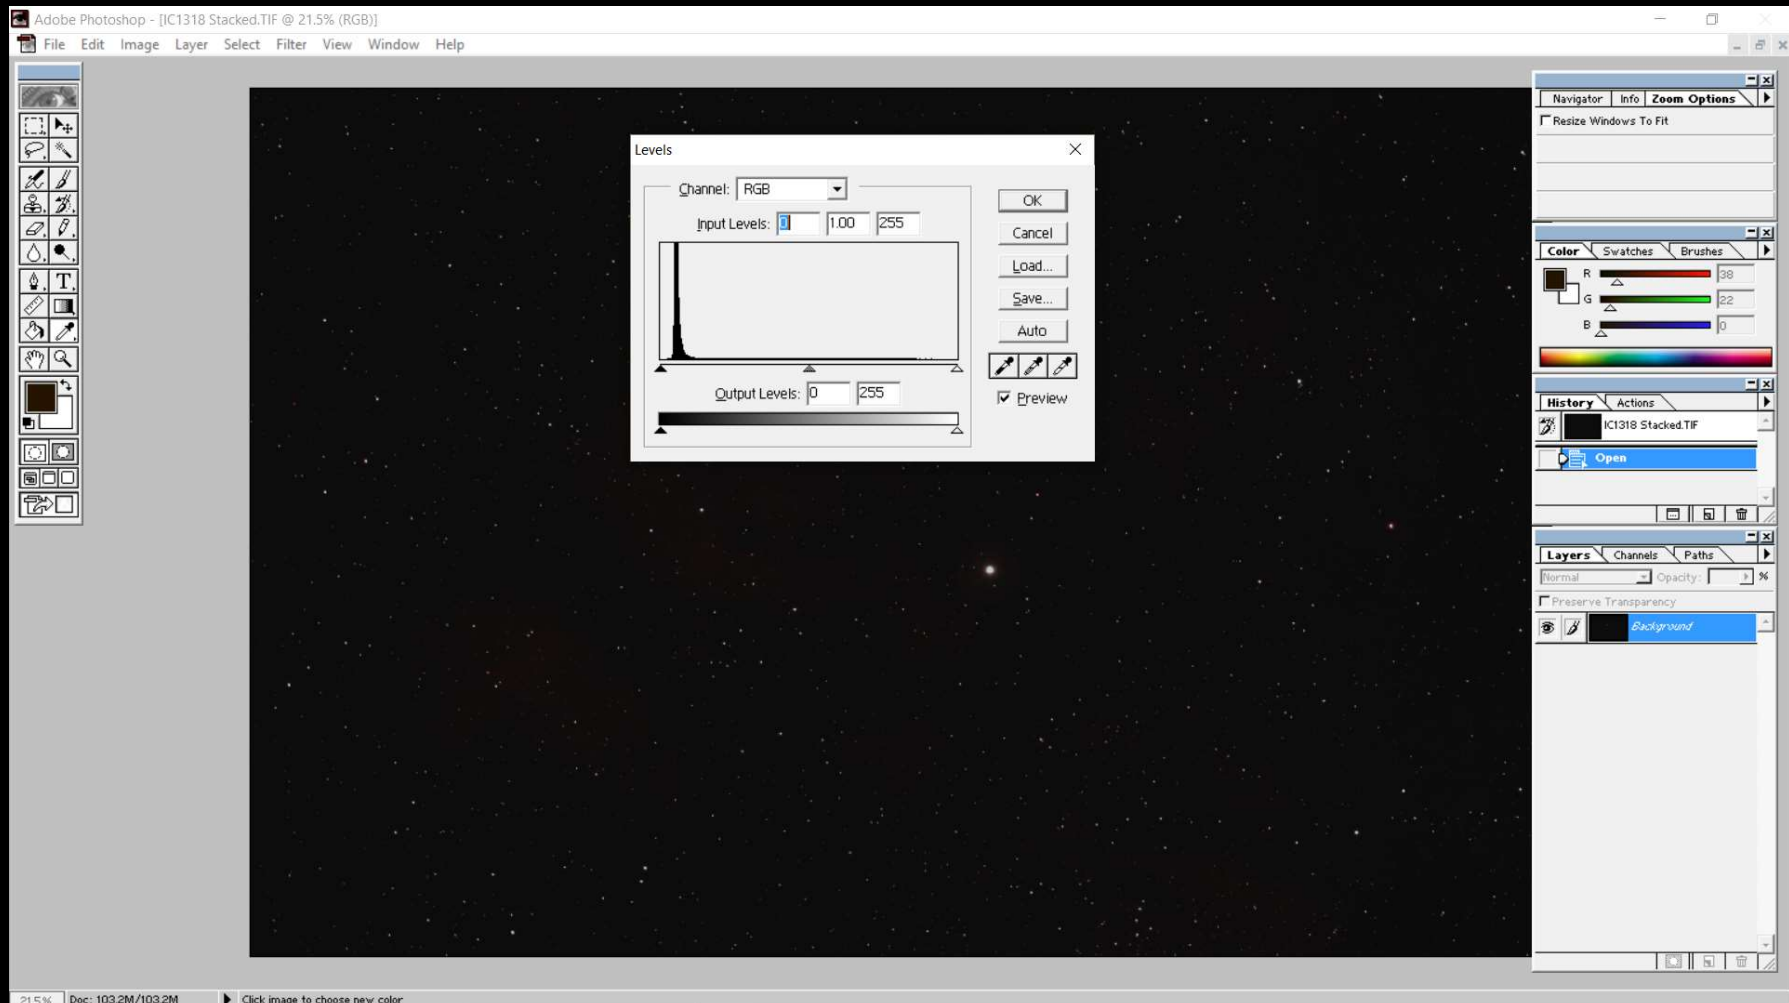 Adobe Photoshop - [IC1318 Stacked.TIF @ 21.5% (RGB)]
File Edit Image Layer Select Filter View Window Help
Levels
Channel: RGB
Input Levels: 0 1.00 255
Output Levels: 0 255
OK
Cancel
Load...
Save...
Auto
Preview
Navigator Info Zoom Options
Resize Windows To Fit
Color Swatches Brushes
R 38
G 22
B 0
History Actions
IC1318 Stacked.TIF
Open
Layers Channels Paths
Normal Opacity: %
Preserve Transparency
Background
T
21.5% Doc: 103.2M/103.2M Click image to choose new color